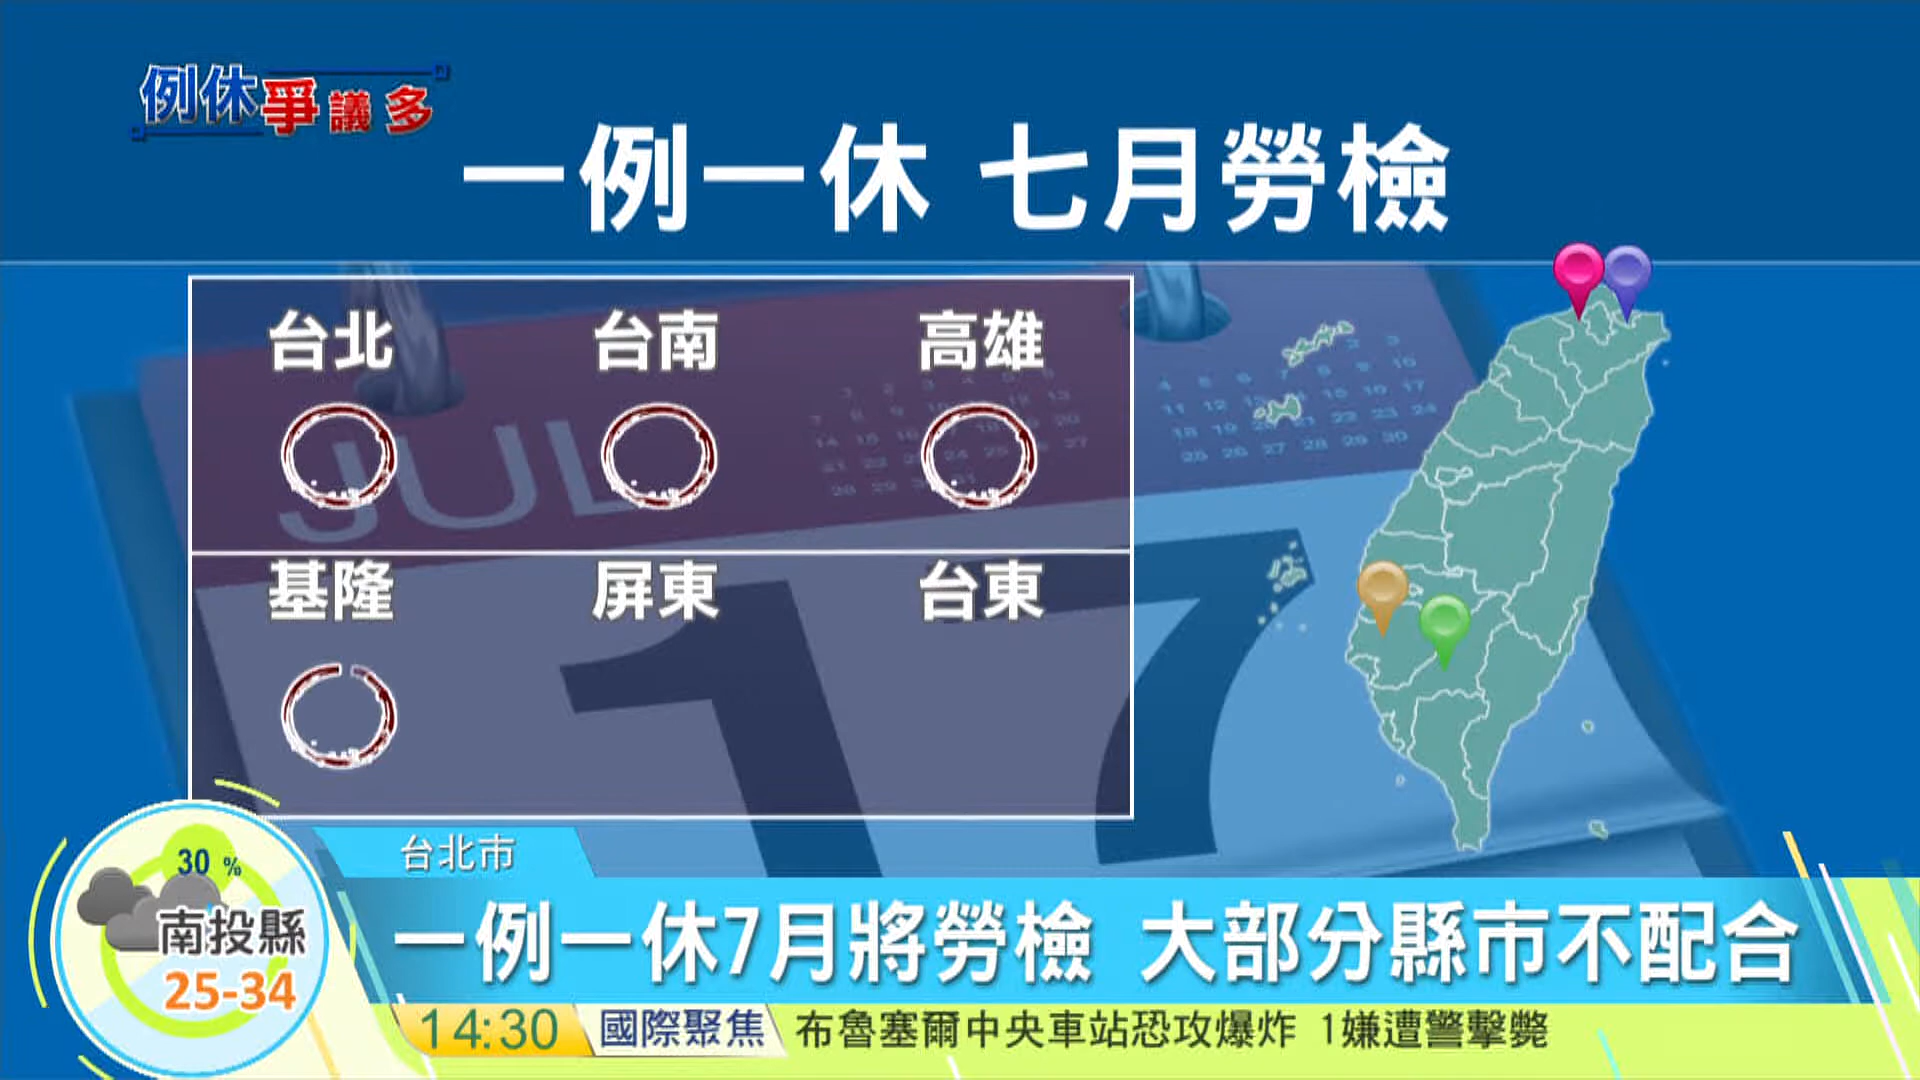 例休爭議多
一例一休 七月勞檢
台北 台南 高雄
JUL
基隆 屏東 台東
17
台北市
30 %
南投縣
25-34
一例一休7月將勞檢 大部分縣市不配合
14:30 國際聚焦 布魯塞爾中央車站恐攻爆炸 1嫌遭警擊斃